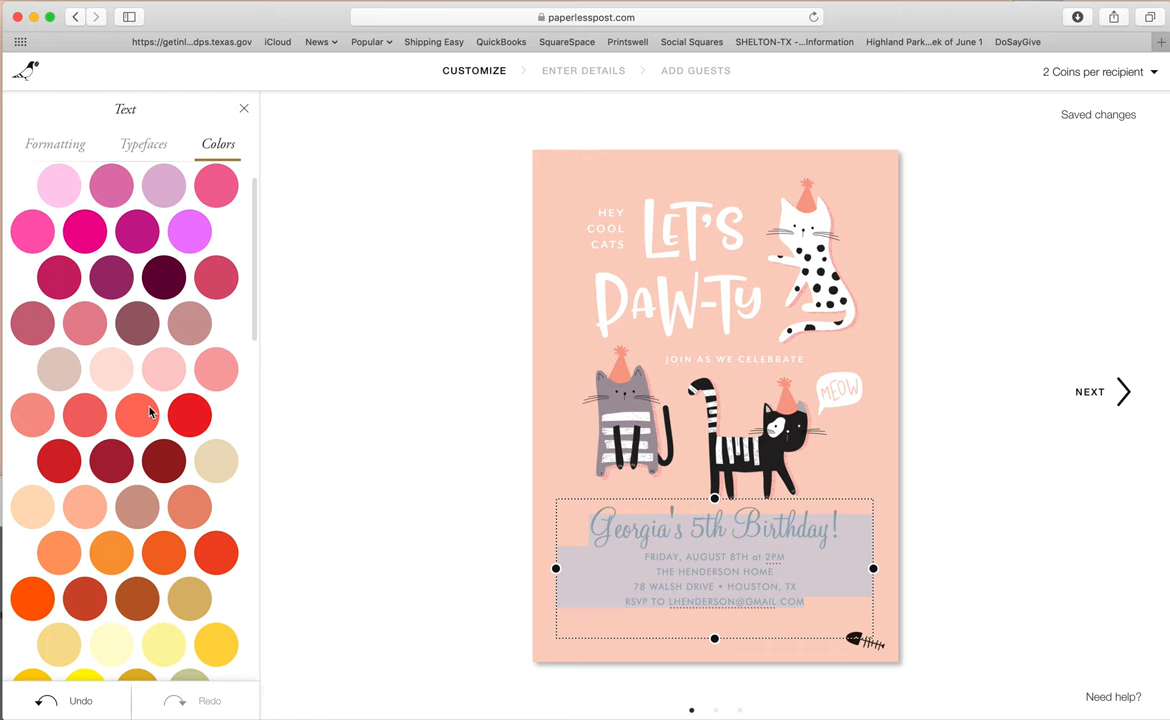 paperlesspost.com
https://getinl...dps.texas.gov iCloud News Popular Shipping Easy QuickBooks SquareSpace Printswell Social Squares SHELTON-TX -...Information Highland Park...ek of June 1 DoSayGive
CUSTOMIZE ENTER DETAILS ADD GUESTS
2 Coins per recipient
Text
Saved changes
Formatting Typefaces Colors
HEY
COOL
CATS
LET'S
PAW-TY
JOIN AS WE CELEBRATE
MEOW
NEXT
Georgia's 5th Birthday!
FRIDAY, AUGUST 8TH at 2PM
THE HENDERSON HOME
78 WALSH DRIVE • HOUSTON, TX
RSVP TO LHENDERSON@GMAIL.COM
Undo Redo
Need help?